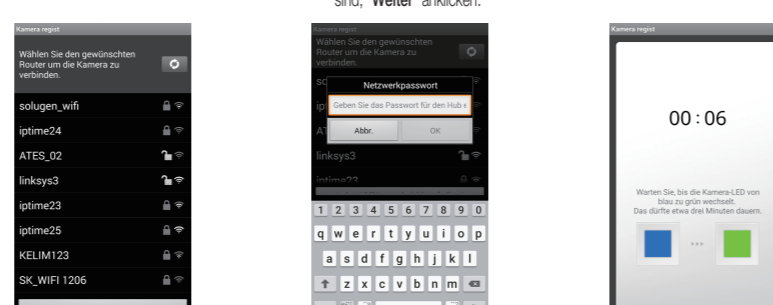 sind, "Weiter" anklicken.
Kamera regist
Wählen Sie den gewünschten
Router um die Kamera zu
verbinden.
solugen_wifi
iptime24
ATES_02
linksys3
iptime23
iptime25
KELIM123
SK_WIFI 1206
Kamera regist
Wählen Sie den gewünschten
Router um die Kamera zu
verbinden.
Netzwerkpasswort
Geben Sie das Passwort für den Hub e
Abbr. OK
linksys3
iptime23
1 2 3 4 5 6 7 8 9 0
q w e r t y u i o p
a s d f g h j k l
z x c v b n m
Kamera regist
00 : 06
Warten Sie, bis die Kamera-LED von
blau zu grün wechselt.
Das dürfte etwa drei Minuten dauern.